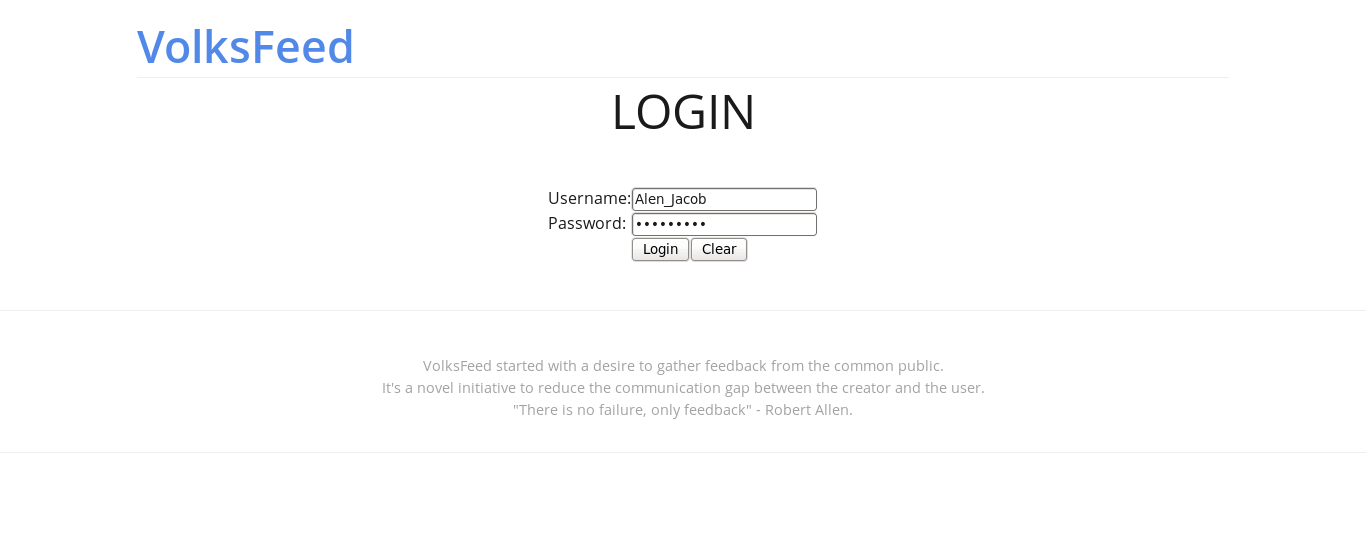 VolksFeed
LOGIN
Username: Alen_Jacob
Password: •••••••••
Login Clear
VolksFeed started with a desire to gather feedback from the common public.
It's a novel initiative to reduce the communication gap between the creator and the user.
"There is no failure, only feedback" - Robert Allen.